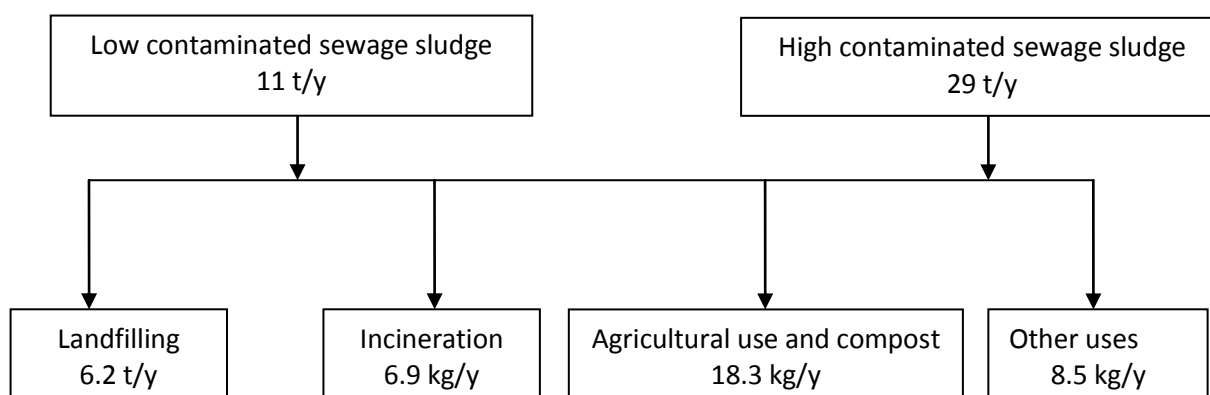 Low contaminated sewage sludge
11 t/y
High contaminated sewage sludge
29 t/y
Landfilling
6.2 t/y
Incineration
6.9 kg/y
Agricultural use and compost
18.3 kg/y
Other uses
8.5 kg/y